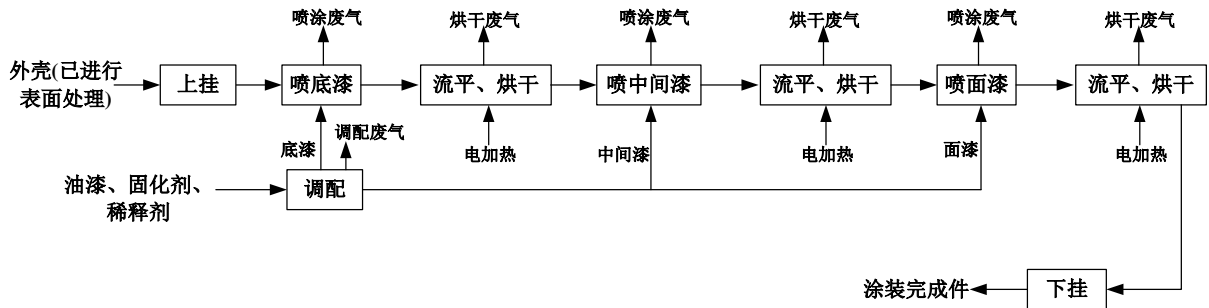 喷涂废气
烘干废气
喷涂废气
烘干废气
喷涂废气
烘干废气
外壳(已进行
表面处理)
上挂
喷底漆
流平、烘干
喷中间漆
流平、烘干
喷面漆
流平、烘干
底漆
调配废气
电加热
中间漆
电加热
面漆
电加热
油漆、固化剂、
稀释剂
调配
涂装完成件
下挂